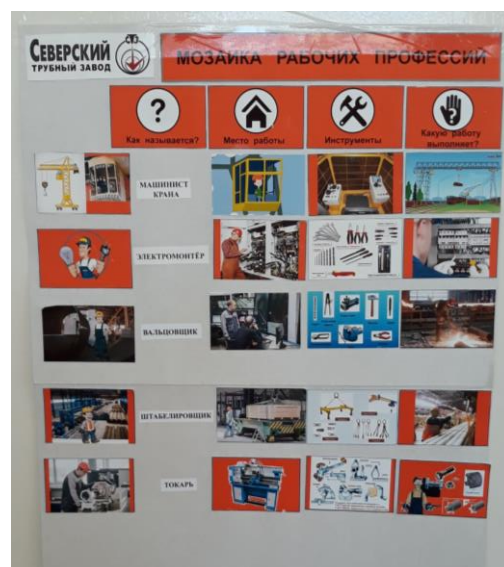 СЕВЕРСКИЙ
ТРУБНЫЙ ЗАВОД
МОЗАИКА РАБОЧИХ ПРОФЕССИЙ
Как называется?
Место работы
Инструменты
Какую работу
выполняет?
МАШИНИСТ
КРАНА
ЭЛЕКТРОМОНТЁР
ВАЛЬЦОВЩИК
ШТАБЕЛИРОВЩИК
ТОКАРЬ